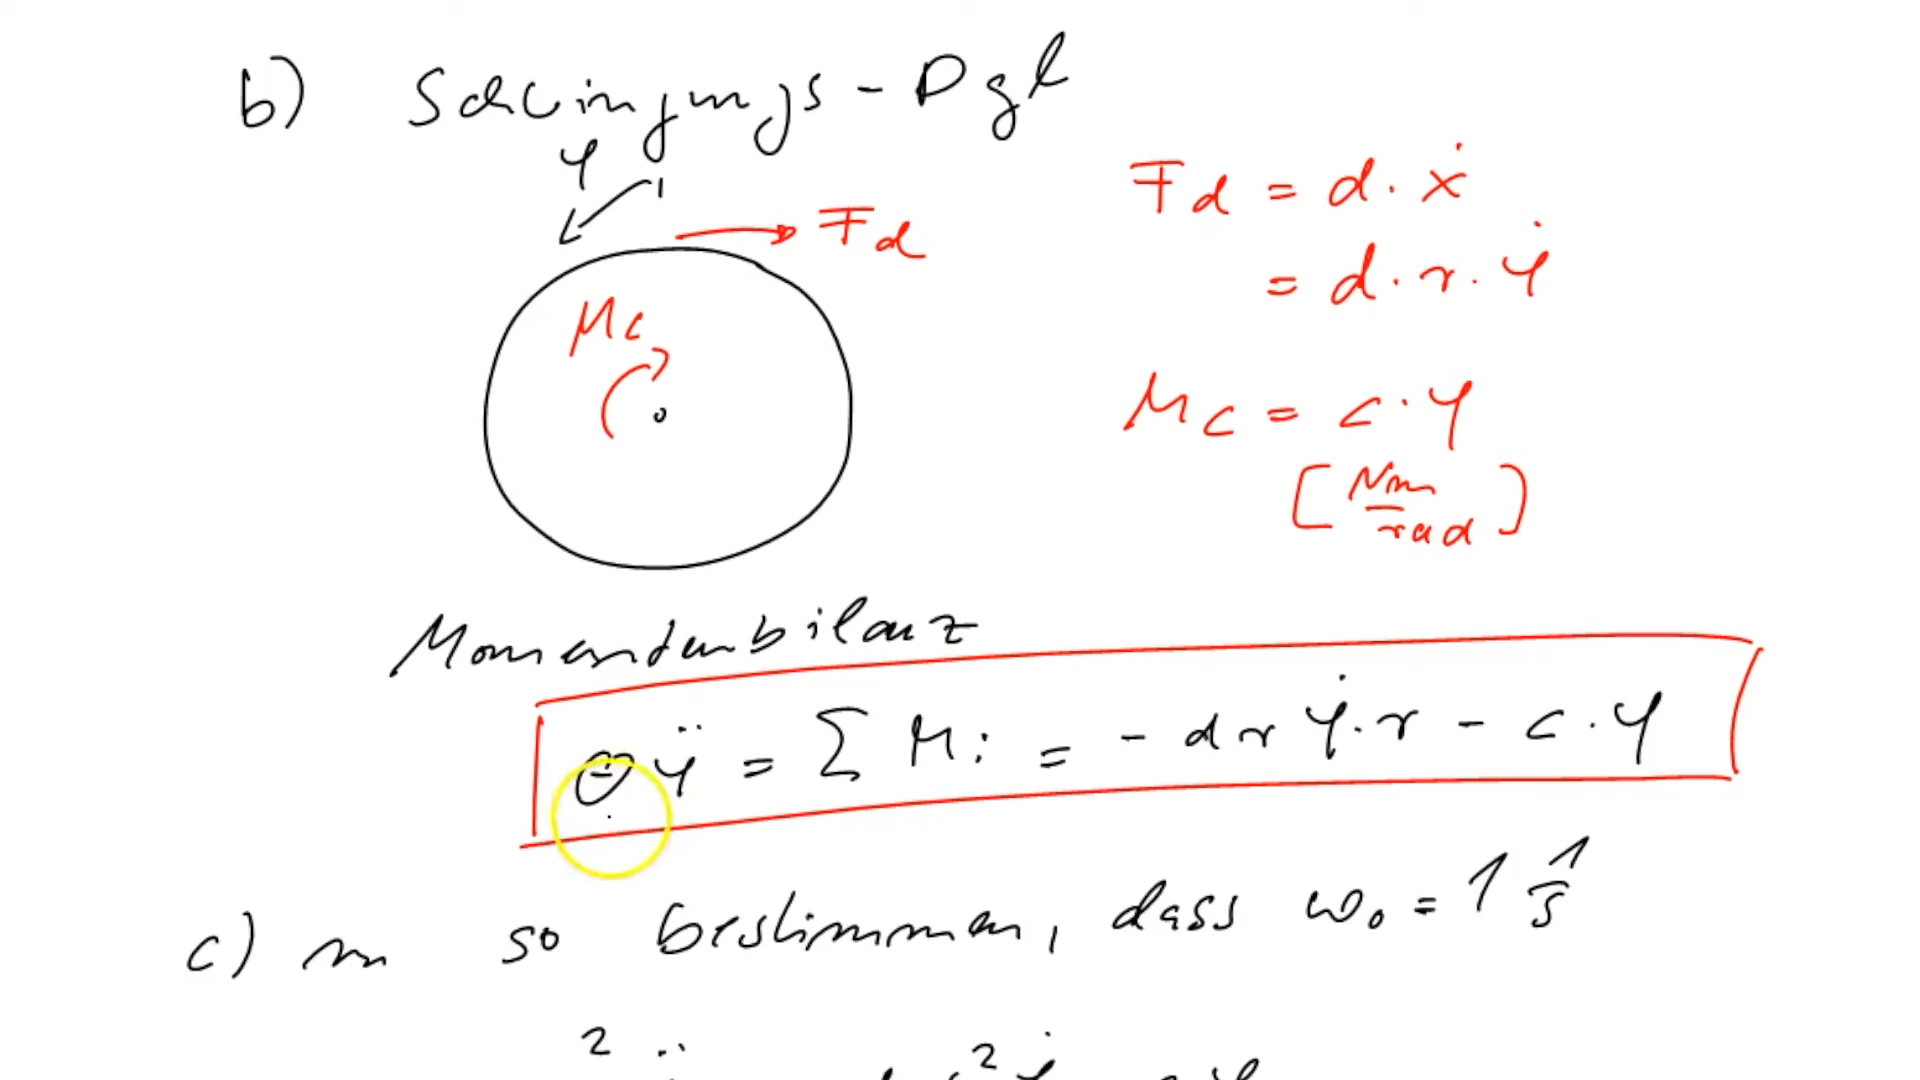 b) Schwingungs-Dgl
φ
F_d
F_d = d · ẋ
= d · r · φ̇
M_c
M_c = c · φ
[Nm/rad]
Momentenbilanz
Θ φ̈ = Σ M_i = - d r φ̇ · r - c · φ
c) m so bestimmen, dass ω₀ = 1 1/s